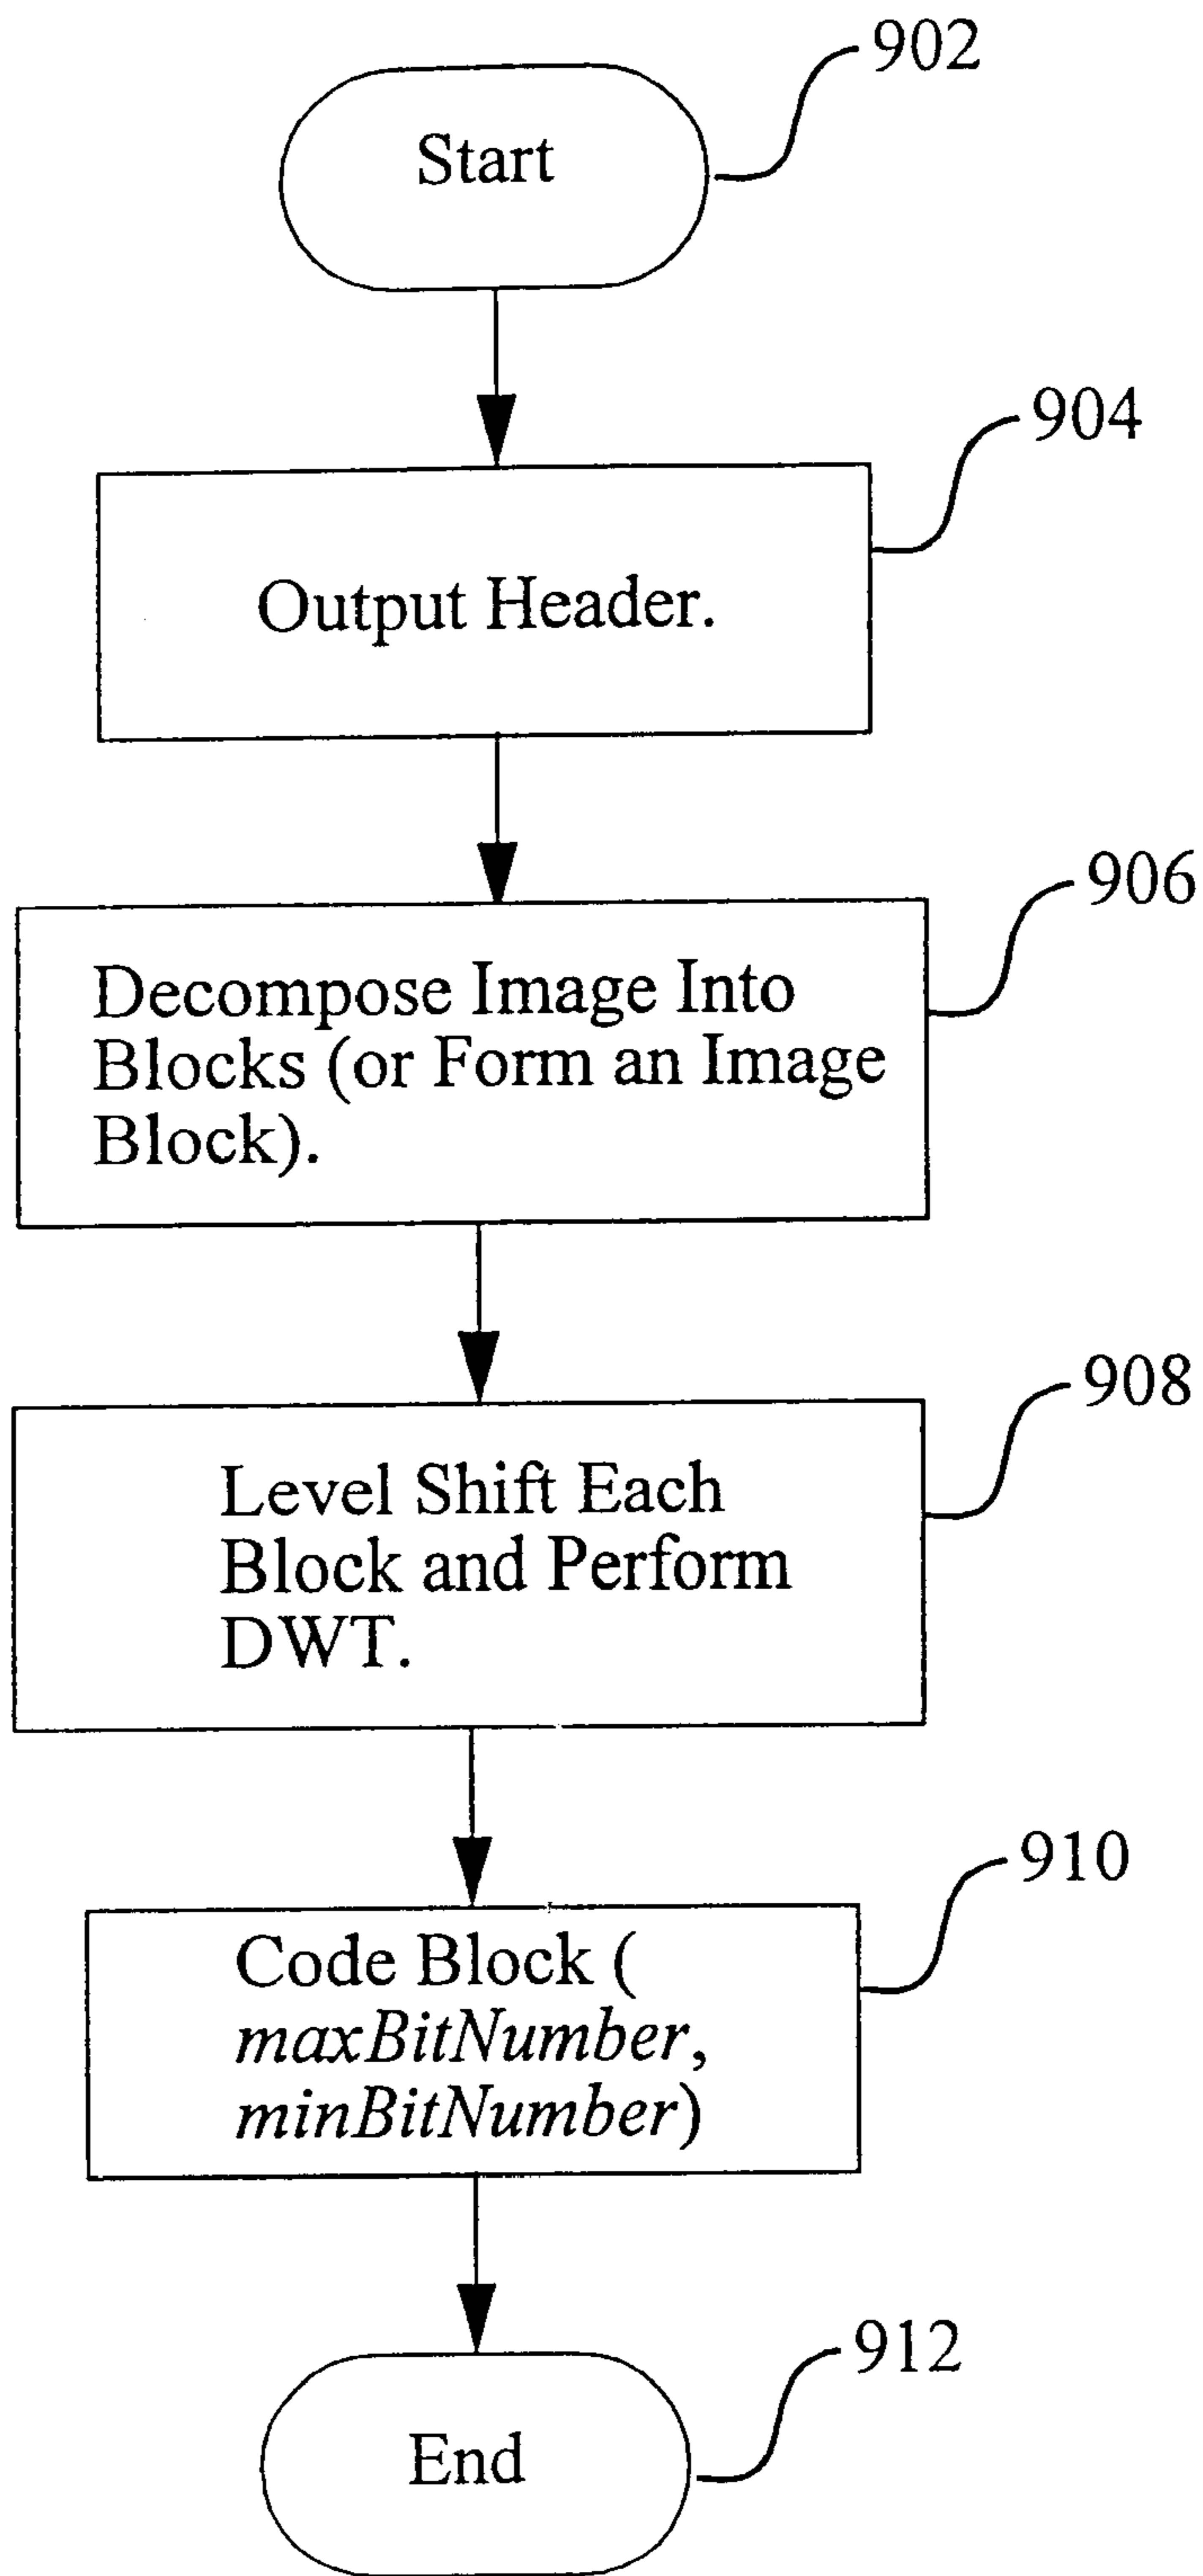 902
Start
904
Output Header.
906
Decompose Image Into
Blocks (or Form an Image
Block).
908
Level Shift Each
Block and Perform
DWT.
910
Code Block (
maxBitNumber,
minBitNumber)
912
End